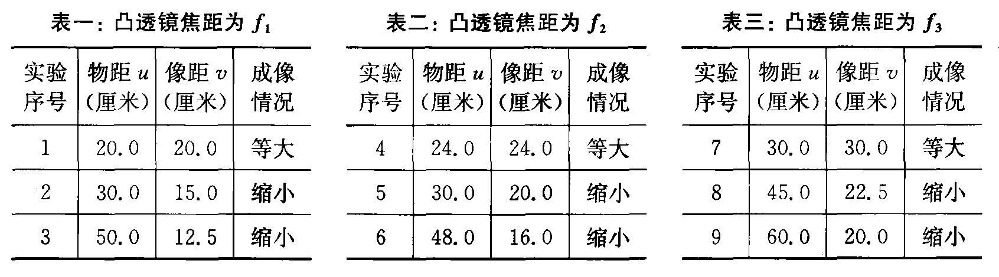 表一：凸透镜焦距为 f₁
实验序号 物距 u（厘米） 像距 v（厘米） 成像情况
1 20.0 20.0 等大
2 30.0 15.0 缩小
3 50.0 12.5 缩小
表二：凸透镜焦距为 f₂
实验序号 物距 u（厘米） 像距 v（厘米） 成像情况
4 24.0 24.0 等大
5 30.0 20.0 缩小
6 48.0 16.0 缩小
表三：凸透镜焦距为 f₃
实验序号 物距 u（厘米） 像距 v（厘米） 成像情况
7 30.0 30.0 等大
8 45.0 22.5 缩小
9 60.0 20.0 缩小